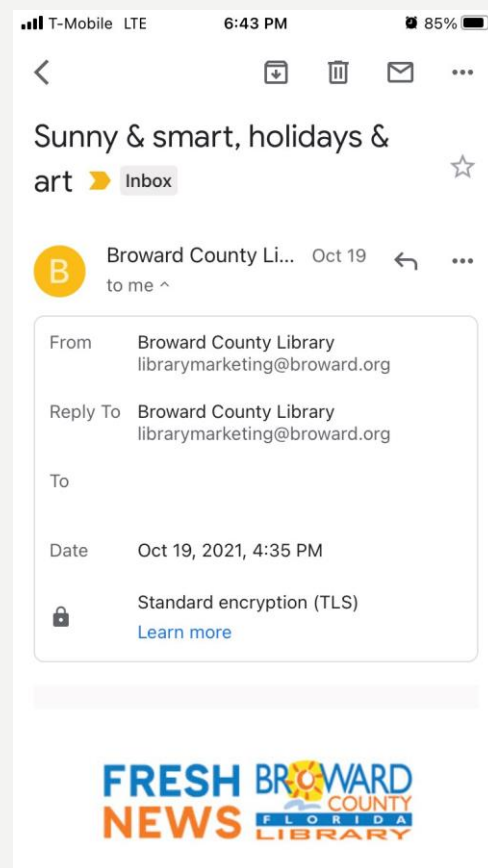 T-Mobile LTE 6:43 PM 85%
Sunny & smart, holidays &
art Inbox
B
Broward County Li... Oct 19
to me
From Broward County Library
librarymarketing@broward.org
Reply To Broward County Library
librarymarketing@broward.org
To
Date Oct 19, 2021, 4:35 PM
Standard encryption (TLS)
Learn more
FRESH
NEWS
BROWARD
COUNTY
FLORIDA
LIBRARY